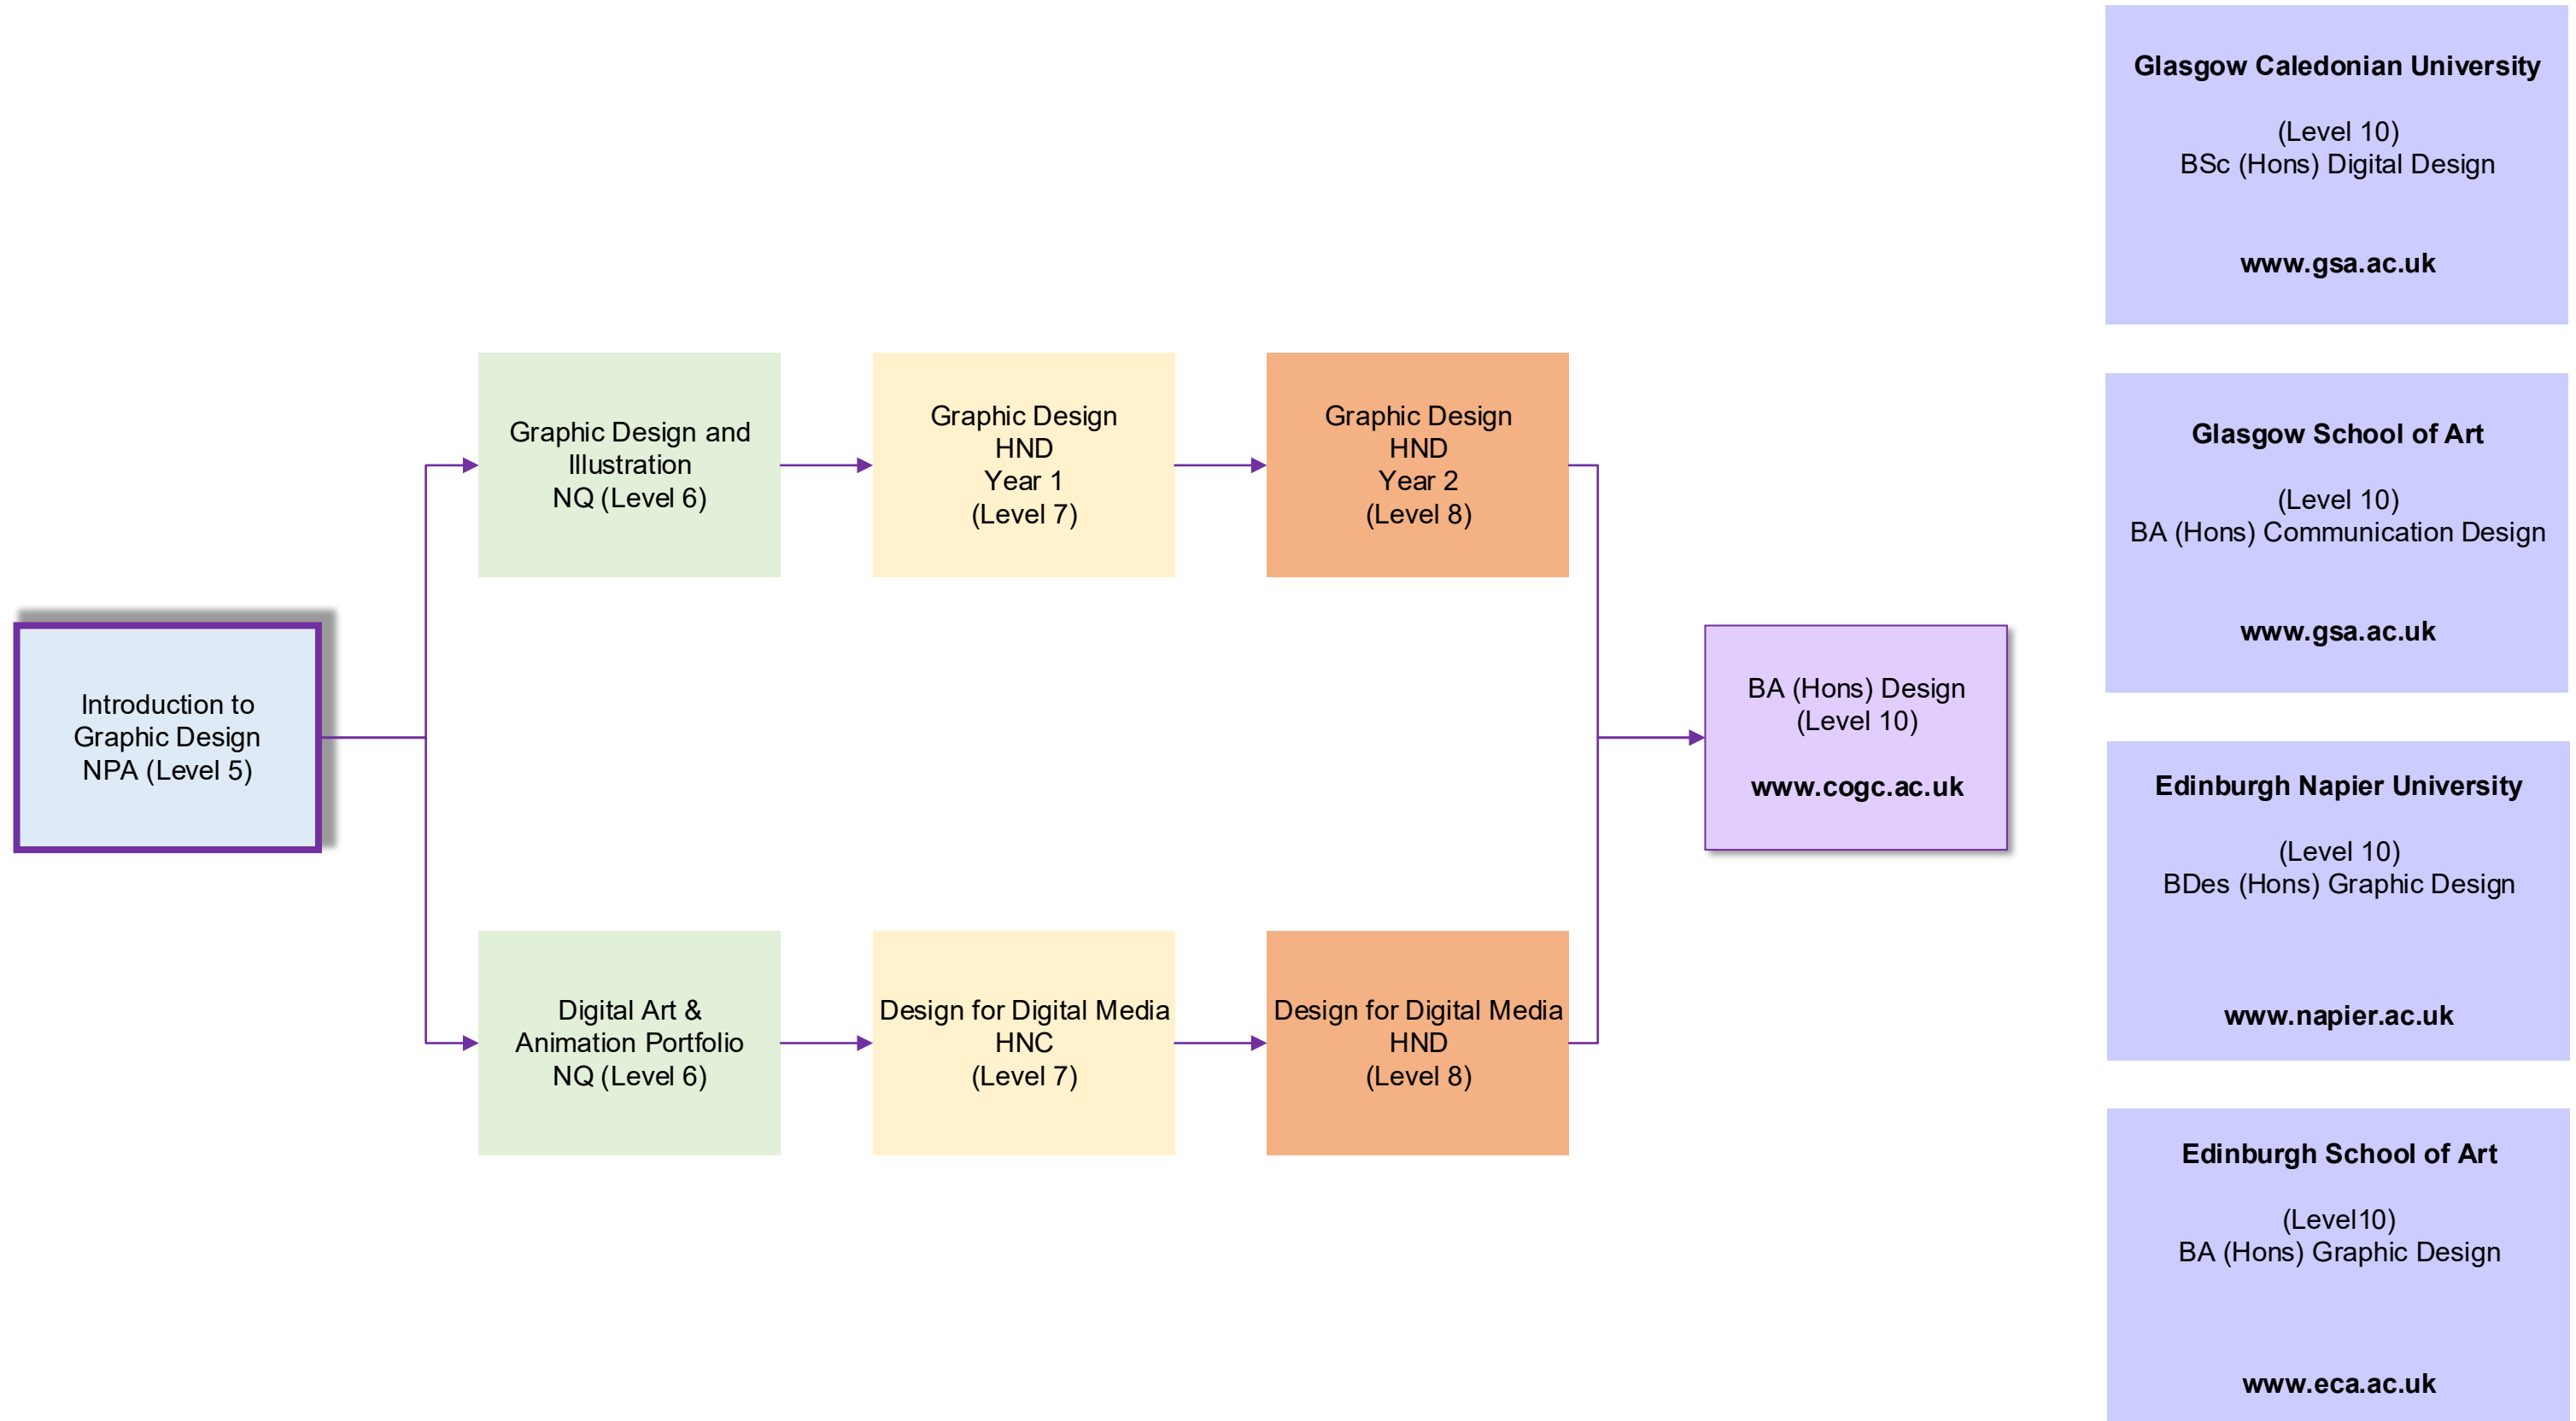 Introduction to
Graphic Design
NPA (Level 5)
Graphic Design and
Illustration
NQ (Level 6)
Graphic Design
HND
Year 1
(Level 7)
Graphic Design
HND
Year 2
(Level 8)
Digital Art &
Animation Portfolio
NQ (Level 6)
Design for Digital Media
HNC
(Level 7)
Design for Digital Media
HND
(Level 8)
BA (Hons) Design
(Level 10)
www.cogc.ac.uk
Glasgow Caledonian University
(Level 10)
BSc (Hons) Digital Design
www.gsa.ac.uk
Glasgow School of Art
(Level 10)
BA (Hons) Communication Design
www.gsa.ac.uk
Edinburgh Napier University
(Level 10)
BDes (Hons) Graphic Design
www.napier.ac.uk
Edinburgh School of Art
(Level10)
BA (Hons) Graphic Design
www.eca.ac.uk